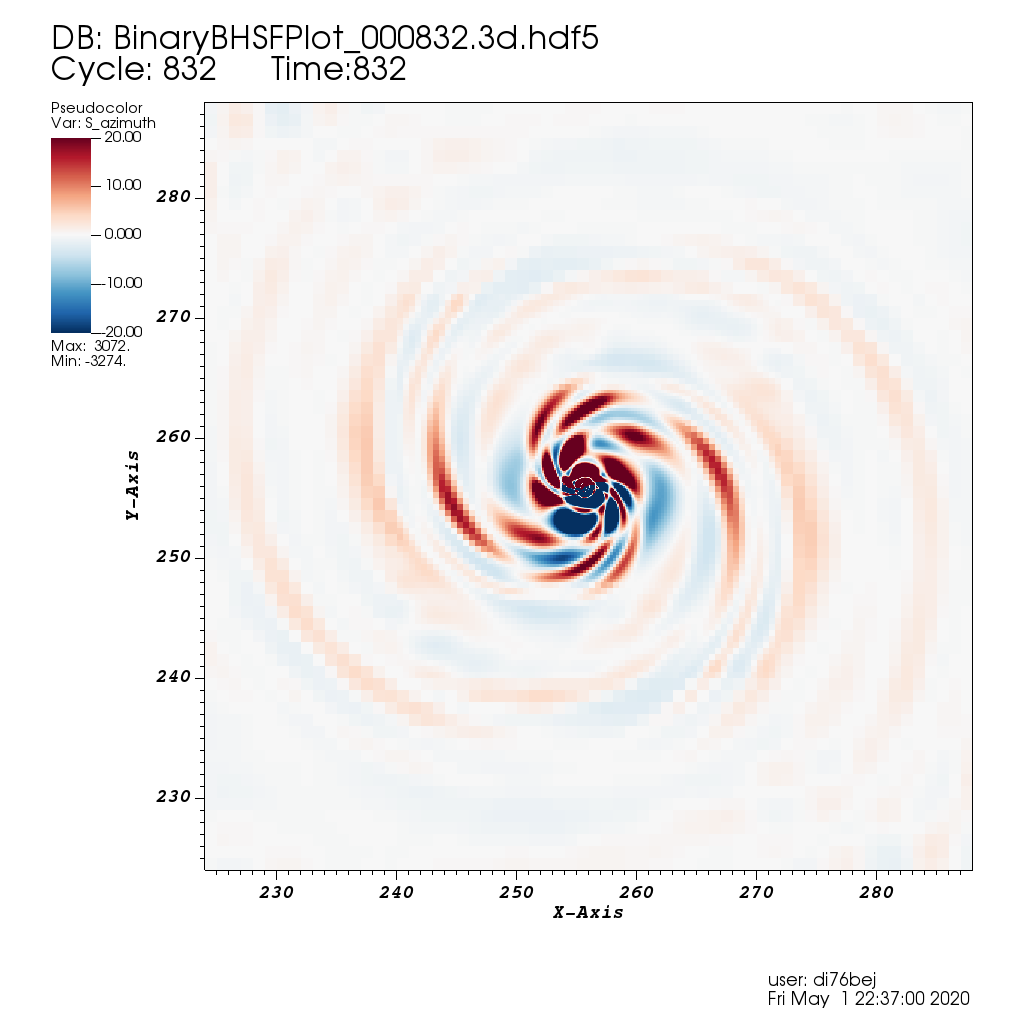 DB: BinaryBHSFPlot_000832.3d.hdf5
Cycle: 832 Time:832
Pseudocolor
Var: S_azimuth
20.00
10.00
0.000
-10.00
-20.00
Max: 3072.
Min: -3274.
280
270
260
250
240
230
Y-Axis
230 240 250 260 270 280
X-Axis
user: di76bej
Fri May 1 22:37:00 2020